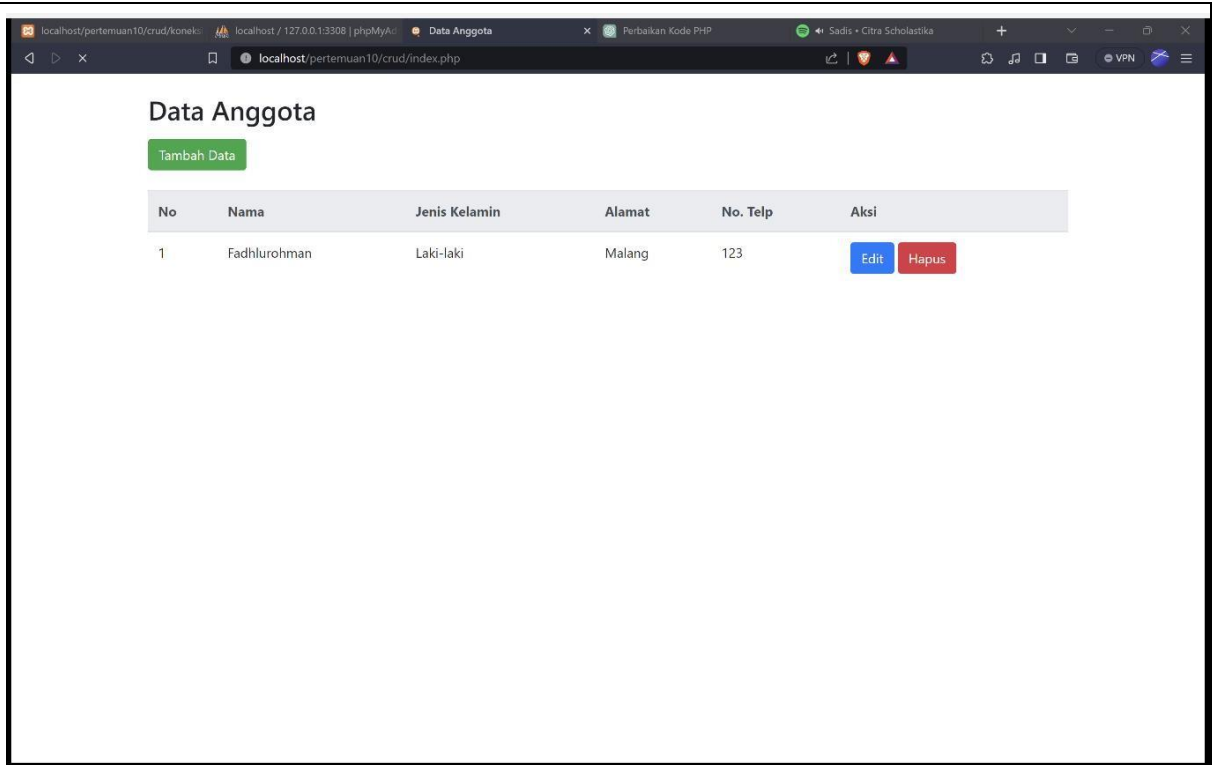 localhost/pertemuan10/crud/koneks localhost / 127.0.0.1:3308 | phpMyAd Data Anggota Perbaikan Kode PHP Sadis • Citra Scholastika
localhost/pertemuan10/crud/index.php VPN
Data Anggota
Tambah Data
No Nama Jenis Kelamin Alamat No. Telp Aksi
1 Fadhlurohman Laki-laki Malang 123 Edit Hapus